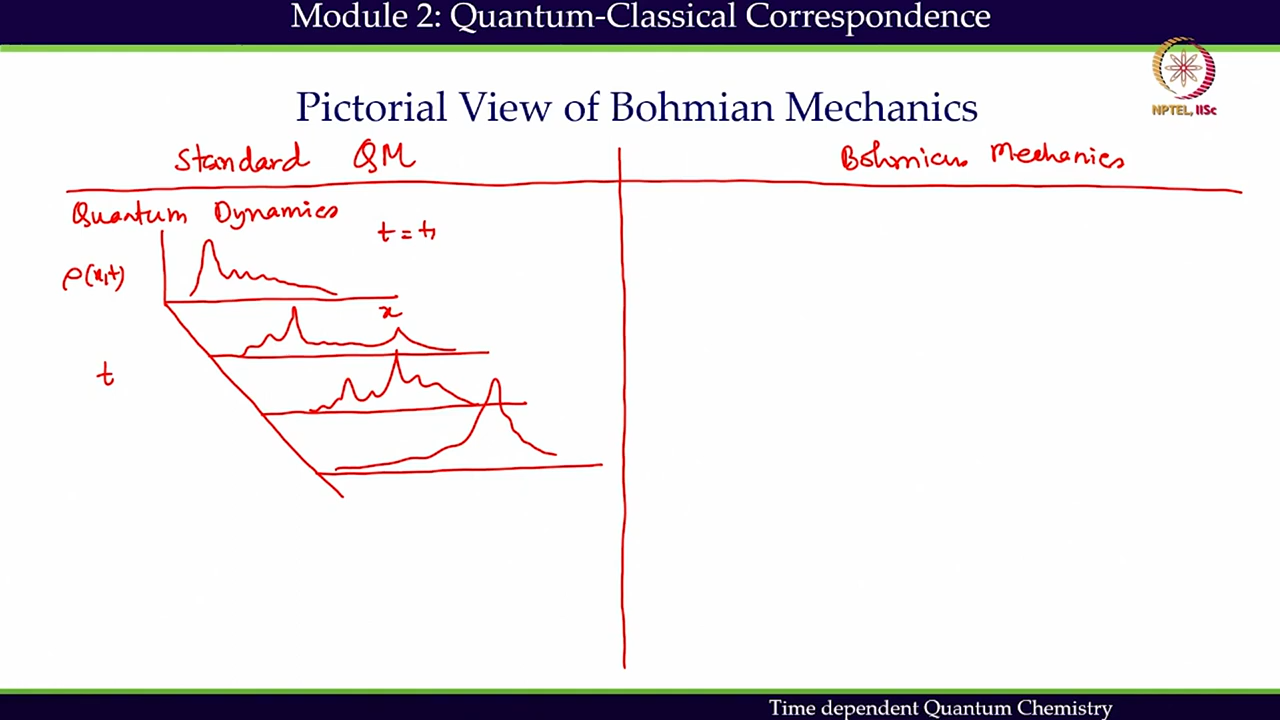 Module 2: Quantum-Classical Correspondence
NPTEL, IISc
Pictorial View of Bohmian Mechanics
Standard QM
Bohmian Mechanics
Quantum Dynamics
t = t₁
ρ(x,t)
x
t
Time dependent Quantum Chemistry